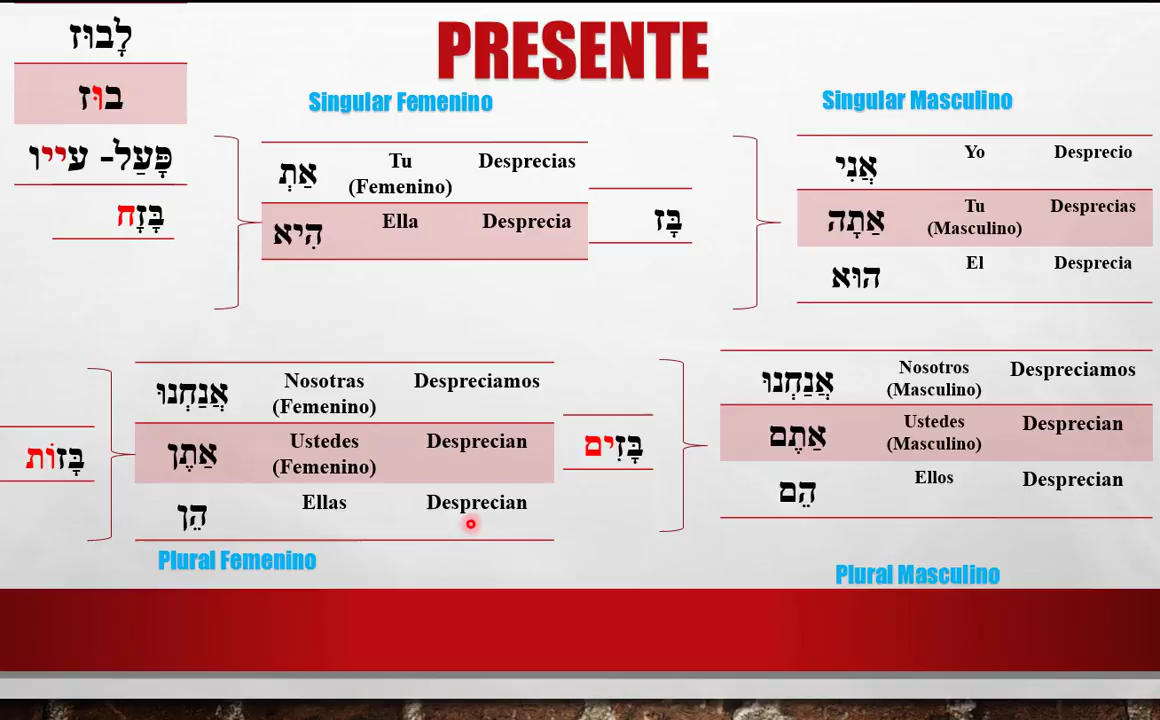 PRESENTE
לָבוּז
בוּז
פָּעַל- עייו
בָּזָח
Singular Femenino
אַתְ Tu Desprecias
(Femenino)
הִיא Ella Desprecia
Singular Masculino
בָּז
אֲנִי Yo Desprecio
אַתָה Tu Desprecias
(Masculino)
הוּא El Desprecia
בָּזוֹת
אֲנַחְנוּ Nosotras Despreciamos
(Femenino)
אַתֶן Ustedes Desprecian
(Femenino)
הֵן Ellas Desprecian
Plural Femenino
בָּזִים
אֲנַחְנוּ Nosotros Despreciamos
(Masculino)
אַתֶם Ustedes Desprecian
(Masculino)
הֵם Ellos Desprecian
Plural Masculino